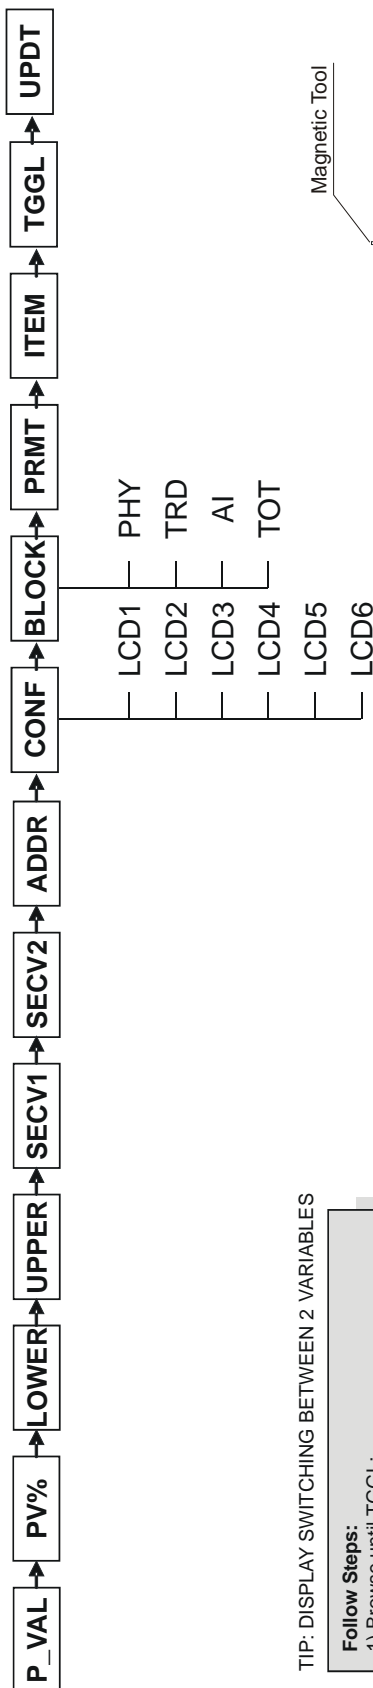 P_VAL
PV%
LOWER
UPPER
SECV1
SECV2
ADDR
CONF
BLOCK
PRMT
ITEM
TGGL
UPDT
LCD1
LCD2
LCD3
LCD4
LCD5
LCD6
PHY
TRD
AI
TOT
Magnetic Tool
TIP: DISPLAY SWITCHING BETWEEN 2 VARIABLES
Follow Steps:
1) Browse until TGGL;